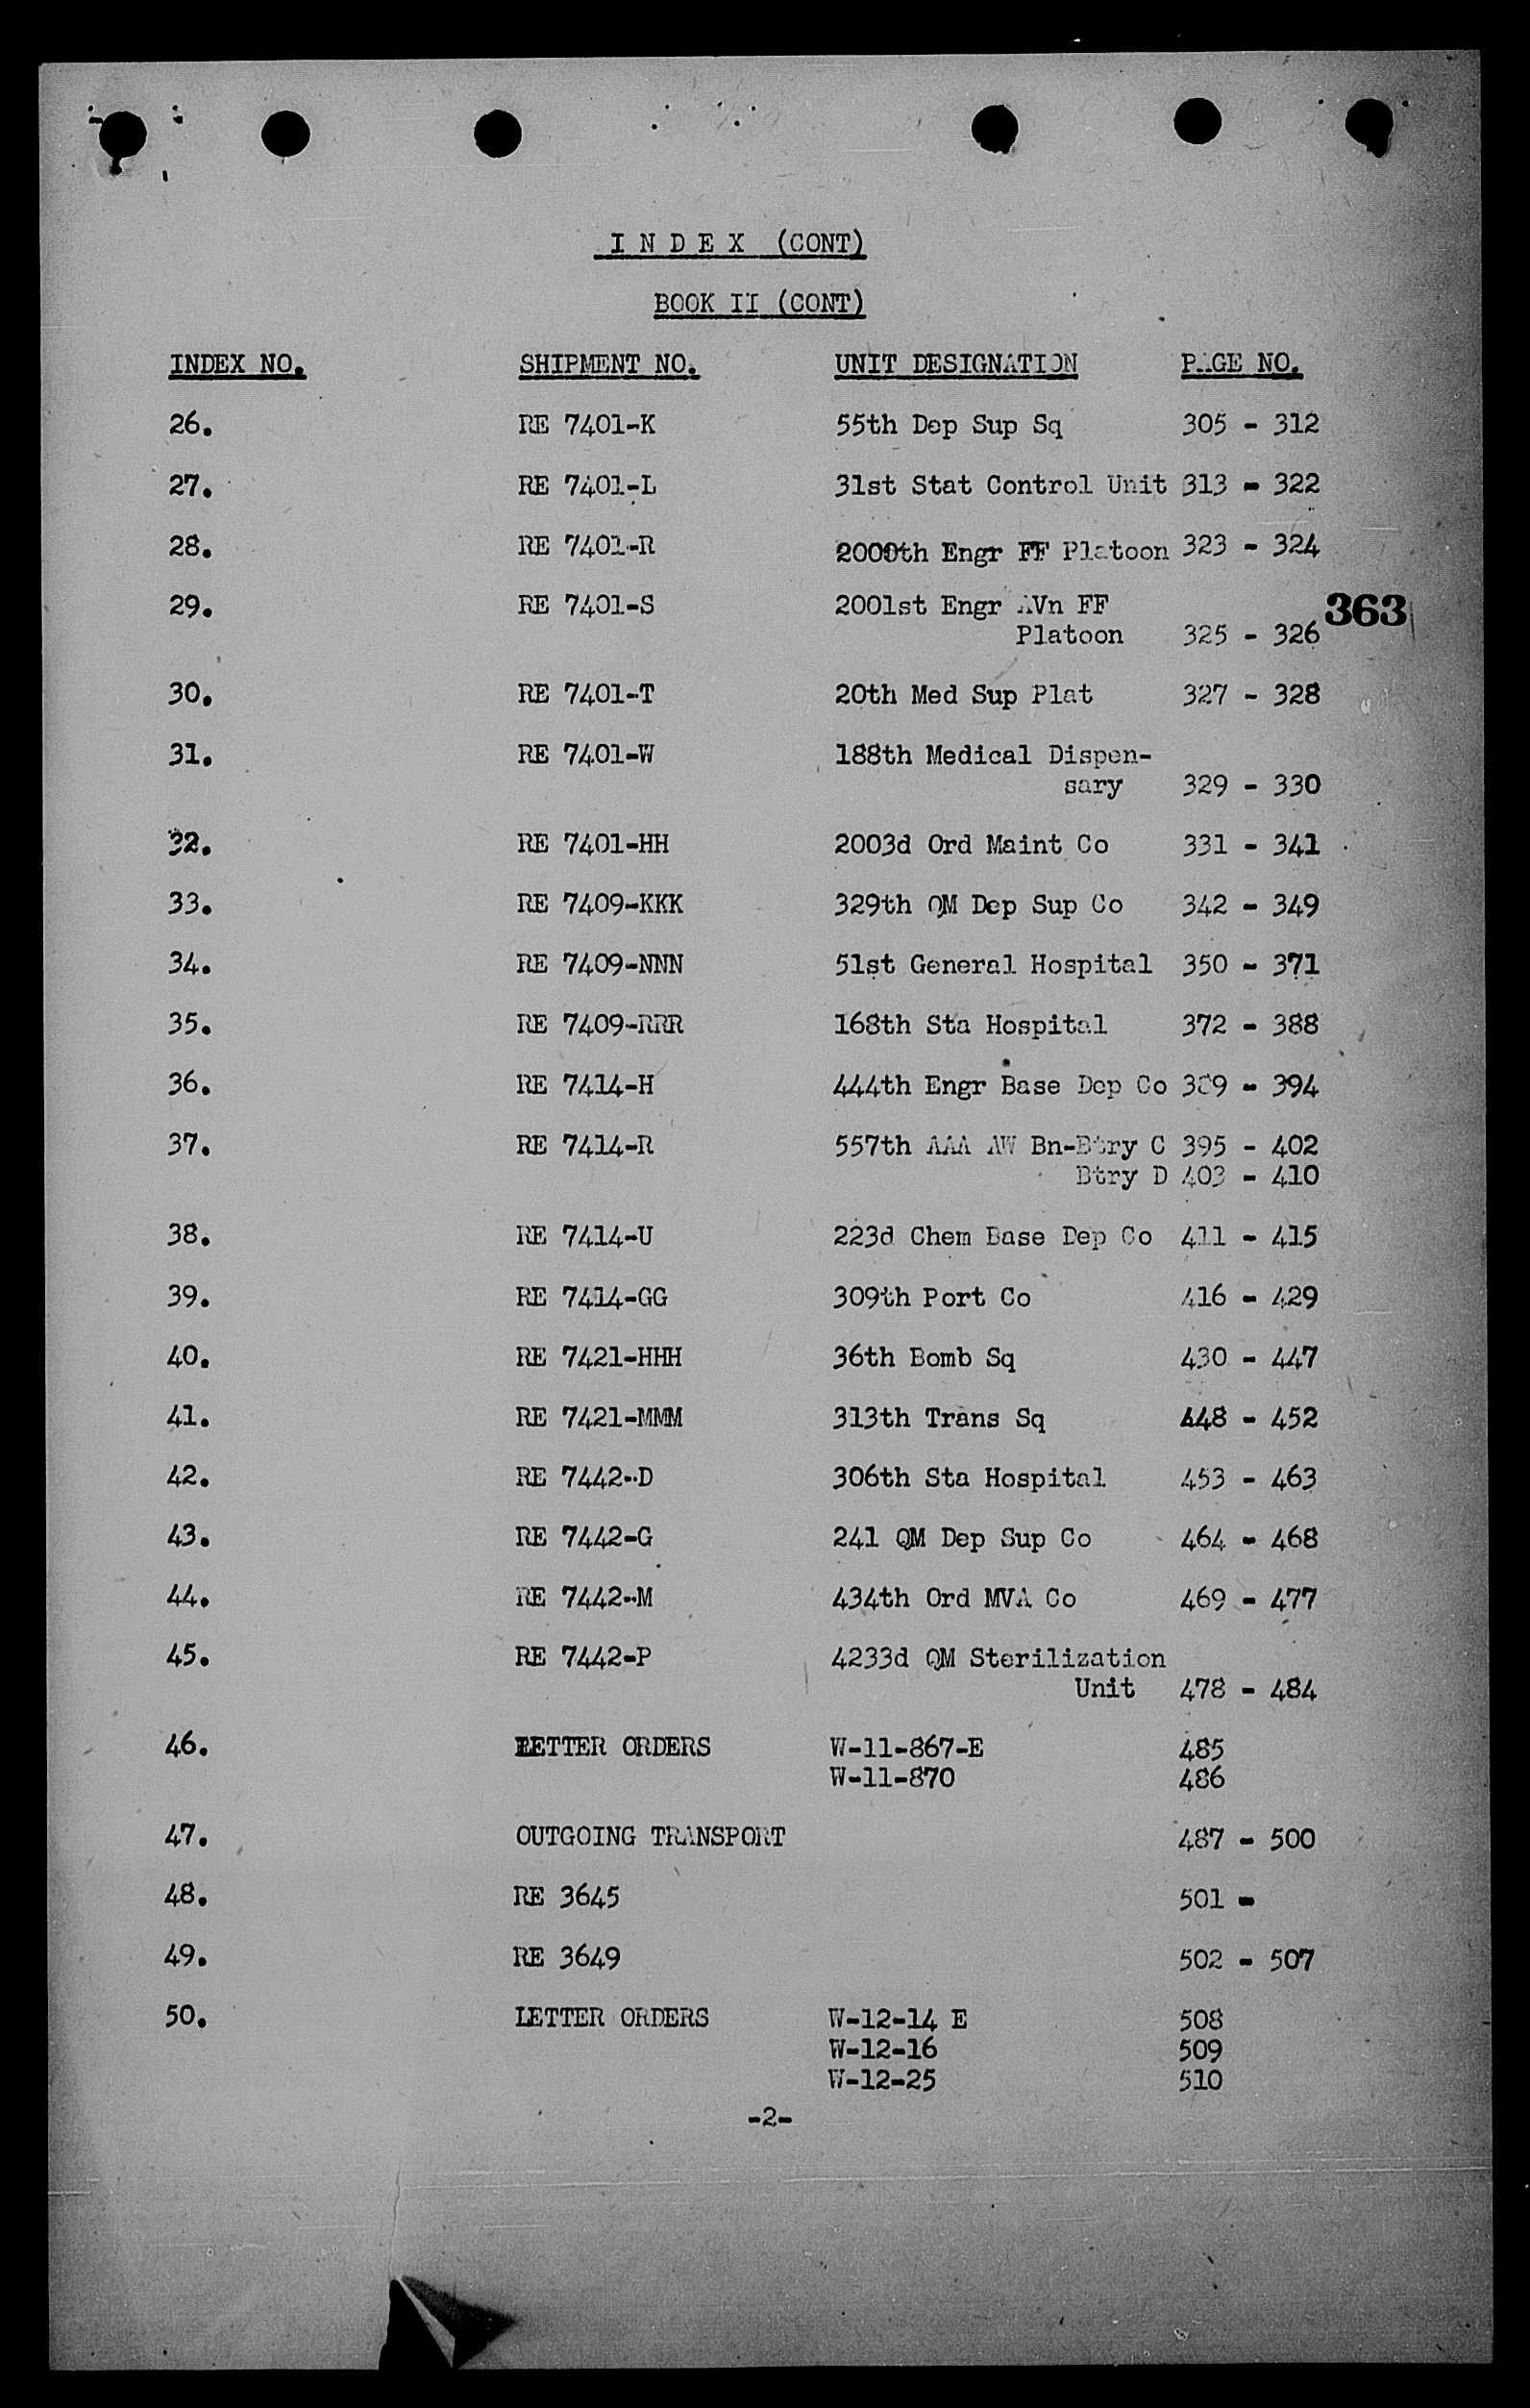 I N D E X (CONT)
BOOK II (CONT)
INDEX NO. SHIPMENT NO. UNIT DESIGNATION PAGE NO.
26. RE 7401-K 55th Dep Sup Sq 305 - 312
27. RE 7401-L 31st Stat Control Unit 313 - 322
28. RE 7401-R 2000th Engr FF Platoon 323 - 324
29. RE 7401-S 2001st Engr AVn FF
363
Platoon 325 - 326
30. RE 7401-T 20th Med Sup Plat 327 - 328
31. RE 7401-W 188th Medical Dispen-
sary 329 - 330
32. RE 7401-HH 2003d Ord Maint Co 331 - 341
33. RE 7409-KKK 329th QM Dep Sup Co 342 - 349
34. RE 7409-NNN 51st General Hospital 350 - 371
35. RE 7409-RRR 168th Sta Hospital 372 - 388
36. RE 7414-H 444th Engr Base Dep Co 389 - 394
37. RE 7414-R 557th AAA AW Bn-Btry C 395 - 402
Btry D 403 - 410
38. RE 7414-U 223d Chem Base Dep Co 411 - 415
39. RE 7414-GG 309th Port Co 416 - 429
40. RE 7421-HHH 36th Bomb Sq 430 - 447
41. RE 7421-MMM 313th Trans Sq 448 - 452
42. RE 7442-D 306th Sta Hospital 453 - 463
43. RE 7442-G 241 QM Dep Sup Co 464 - 468
44. RE 7442-M 434th Ord MVA Co 469 - 477
45. RE 7442-P 4233d QM Sterilization
Unit 478 - 484
46. LETTER ORDERS W-11-867-E 485
W-11-870 486
47. OUTGOING TRANSPORT 487 - 500
48. RE 3645 501 -
49. RE 3649 502 - 507
50. LETTER ORDERS W-12-14 E 508
W-12-16 509
W-12-25 510
-2-